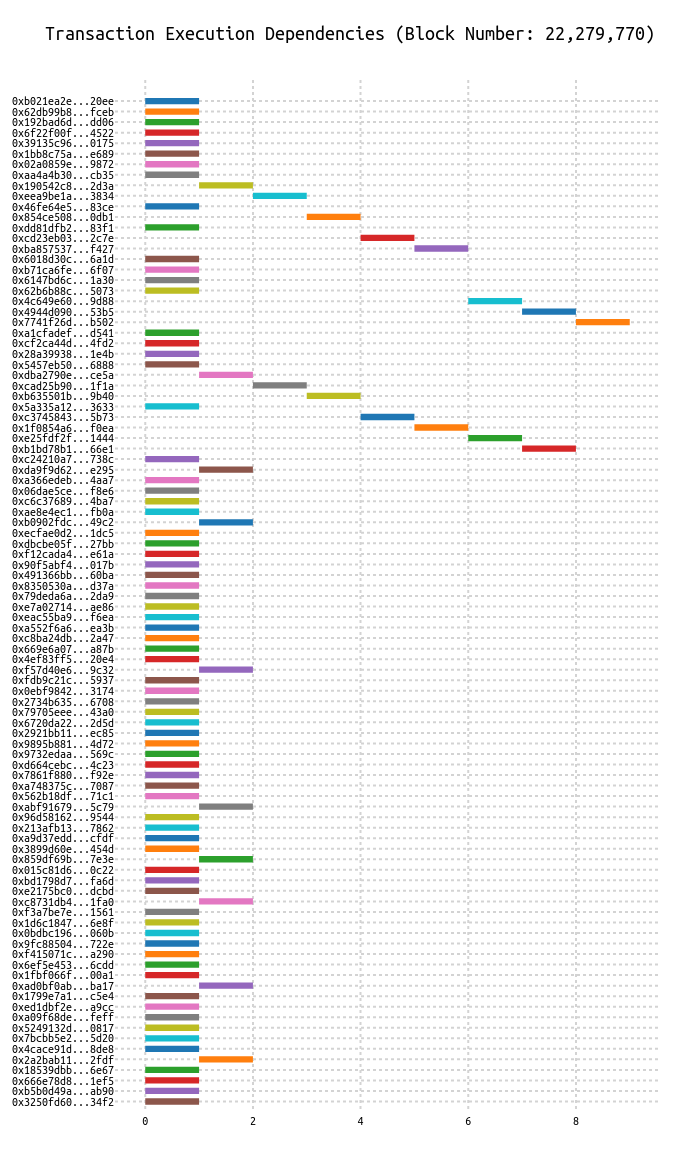 Transaction Execution Dependencies (Block Number: 22,279,770)
0xb021ea2e...20ee
0x62db99b8...fceb
0x192bad6d...dd06
0x6f22f00f...4522
0x39135c96...0175
0x1bb8c75a...e689
0x02a0859e...9872
0xaa4a4b30...cb35
0x190542c8...2d3a
0xeea9be1a...3834
0x46fe64e5...83ce
0x854ce508...0db1
0xdd81dfb2...83f1
0xcd23eb03...2c7e
0xba857537...f427
0x6018d30c...6a1d
0xb71ca6fe...6f07
0x6147bd6c...1a30
0x62b6b88c...5073
0x4c649e60...9d88
0x4944d090...53b5
0x7741f26d...b502
0xa1cfadef...d541
0xcf2ca44d...4fd2
0x28a39938...1e4b
0x5457eb50...6888
0xdba2790e...ce5a
0xcad25b90...1f1a
0xb635501b...9b40
0x5a335a12...3633
0xc3745843...5b73
0x1f0854a6...f0ea
0xe25fdf2f...1444
0xb1bd78b1...66e1
0xc24210a7...738c
0xda9f9d62...e295
0xa366edeb...4aa7
0x06dae5ce...f8e6
0xc6c37689...4ba7
0xae8e4ec1...fb0a
0xb0902fdc...49c2
0xecfae0d2...1dc5
0xdbcbe05f...27bb
0xf12cada4...e61a
0x90f5abf4...017b
0x491366bb...60ba
0x8350530a...d37a
0x79deda6a...2da9
0xe7a02714...ae86
0xeac55ba9...f6ea
0xa552f6a6...ea3b
0xc8ba24db...2a47
0x669e6a07...a87b
0x4ef83ff5...20e4
0xf57d40e6...9c32
0xfdb9c21c...5937
0x0ebf9842...3174
0x2734b635...6708
0x79705eee...43a0
0x6720da22...2d5d
0x2921bb11...ec85
0x9895b881...4d72
0x9732edaa...569c
0xd664cebc...4c23
0x7861f880...f92e
0xa748375c...7087
0x562b18df...71c1
0xabf91679...5c79
0x96d58162...9544
0x213afb13...7862
0xa9d37edd...cfdf
0x3899d60e...454d
0x859df69b...7e3e
0x015c81d6...0c22
0xbd1798d7...fa6d
0xe2175bc0...dcbd
0xc8731db4...1fa0
0xf3a7be7e...1561
0x1d6c1847...6e8f
0x0bdbc196...060b
0x9fc88504...722e
0xf415071c...a290
0x6ef5e453...6cdd
0x1fbf066f...00a1
0xad0bf0ab...ba17
0x1799e7a1...c5e4
0xed1dbf2e...a9cc
0xa09f68de...feff
0x5249132d...0817
0x7bcbb5e2...5d20
0x4cace91d...8de8
0x2a2bab11...2fdf
0x18539dbb...6e67
0x666e78d8...1ef5
0xb5b0d49a...ab90
0x3250fd60...34f2
0 2 4 6 8